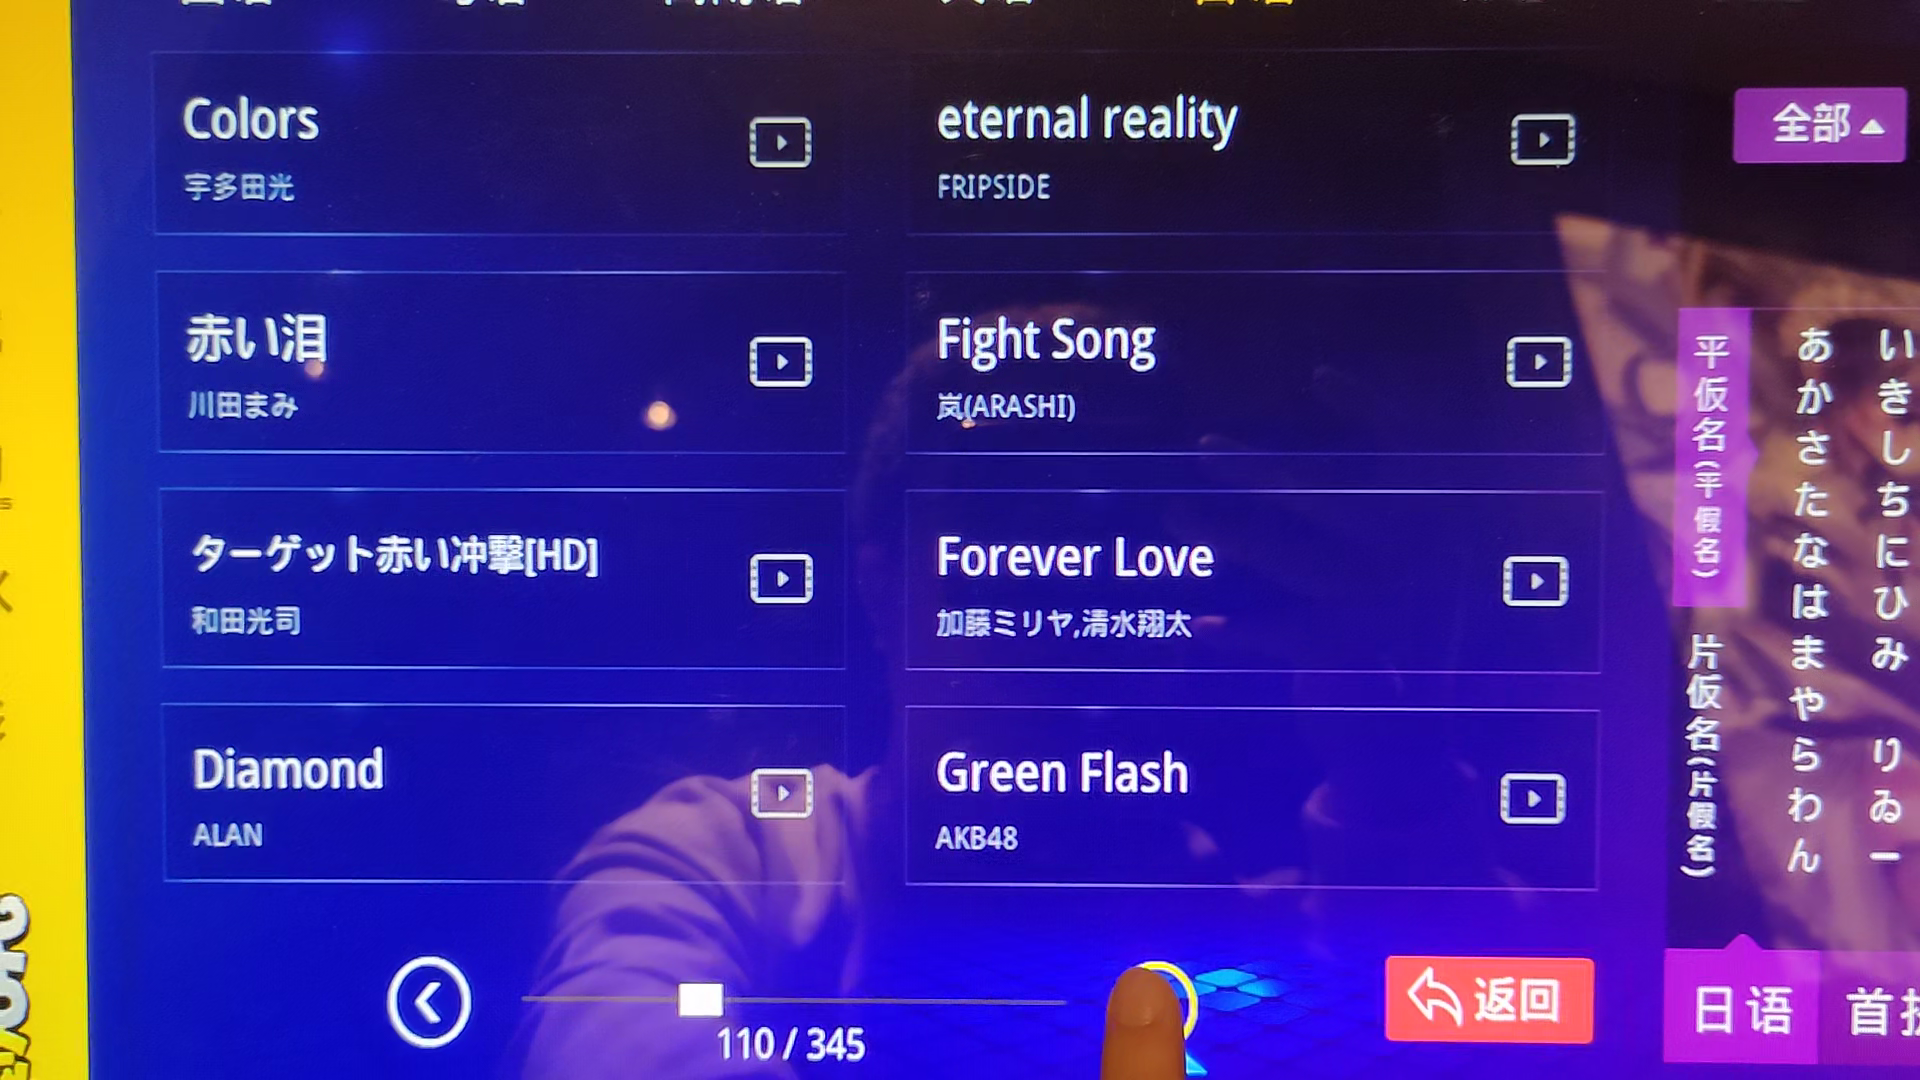 Colors
宇多田光
eternal reality
FRIPSIDE
赤い泪
川田まみ
Fight Song
岚(ARASHI)
ターゲット赤い冲擊[HD]
和田光司
Forever Love
加藤ミリヤ,清水翔太
Diamond
ALAN
Green Flash
AKB48
110 / 345
返回
全部
平仮名(平假名)
片仮名(片假名)
あかさたなはまやらわん
いきしちにひみ りゐー
日语
首